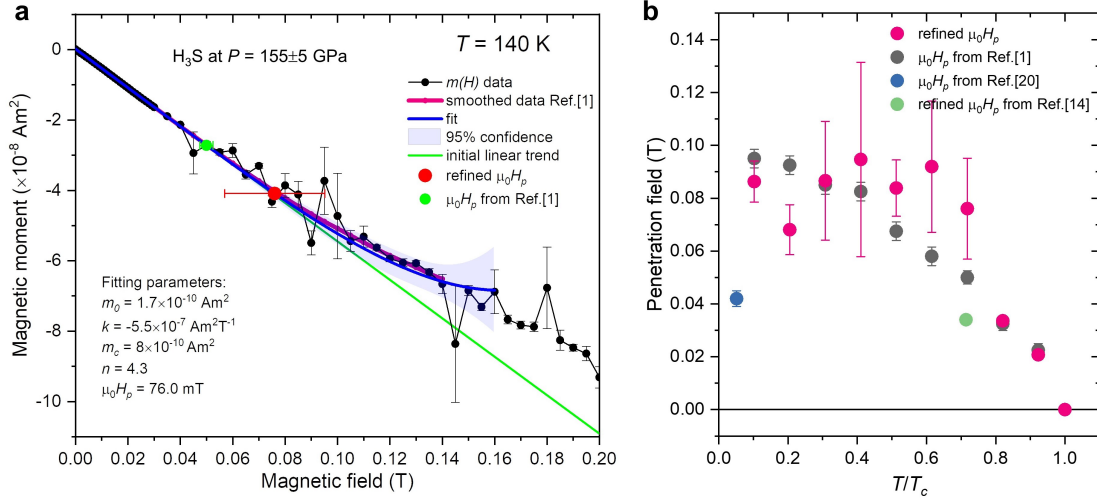 a
T = 140 K
H₃S at P = 155±5 GPa
m(H) data
smoothed data Ref.[1]
fit
95% confidence
initial linear trend
refined μ₀Hₚ
μ₀Hₚ from Ref.[1]
Fitting parameters:
m₀ = 1.7×10⁻¹⁰ Am²
k = -5.5×10⁻⁷ Am²T⁻¹
m_c = 8×10⁻¹⁰ Am²
n = 4.3
μ₀Hₚ = 76.0 mT
Magnetic moment (×10⁻⁸ Am²)
0
-2
-4
-6
-8
-10
0.00 0.02 0.04 0.06 0.08 0.10 0.12 0.14 0.16 0.18 0.20
Magnetic field (T)
b
refined μ₀Hₚ
μ₀Hₚ from Ref.[1]
μ₀Hₚ from Ref.[20]
refined μ₀Hₚ from Ref.[14]
Penetration field (T)
0.14
0.12
0.10
0.08
0.06
0.04
0.02
0.00
0.0 0.2 0.4 0.6 0.8 1.0
T/T_c